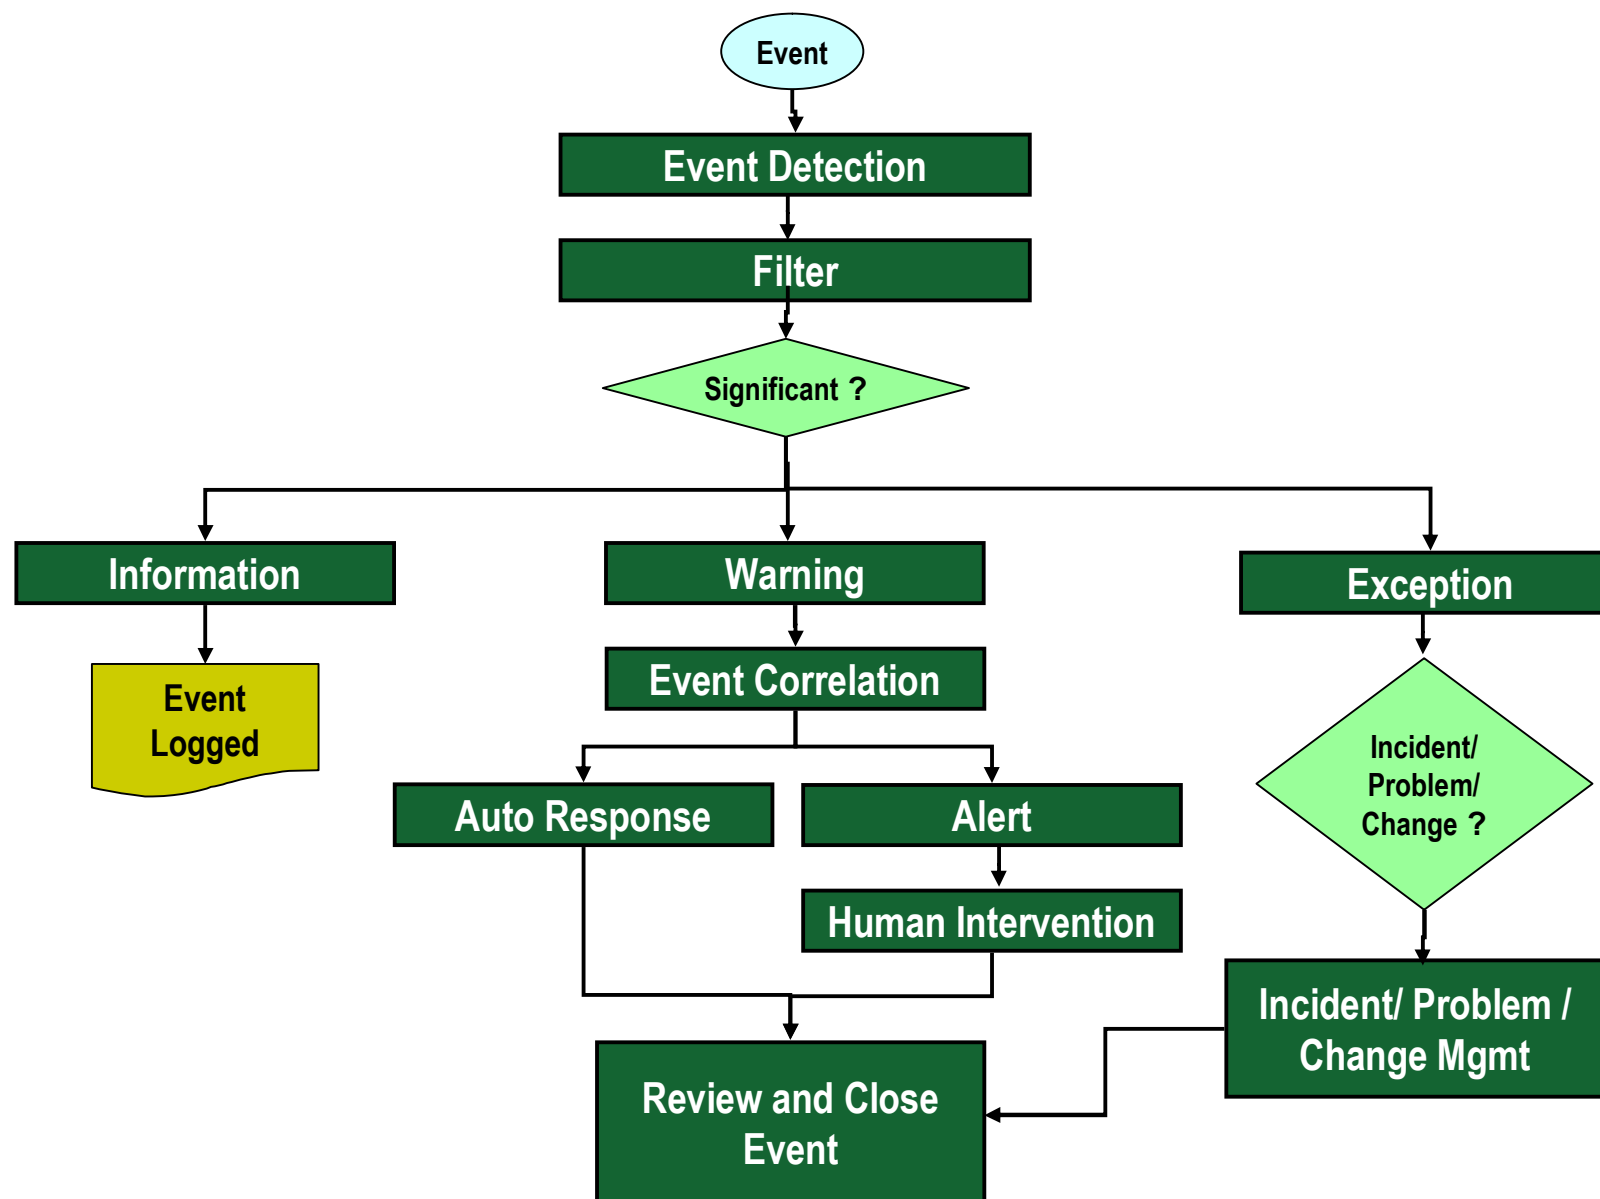 Event
Event Detection
Filter
Significant ?
Information
Warning
Exception
Event
Logged
Event Correlation
Incident/
Problem/
Change ?
Auto Response
Alert
Human Intervention
Incident/ Problem /
Change Mgmt
Review and Close
Event